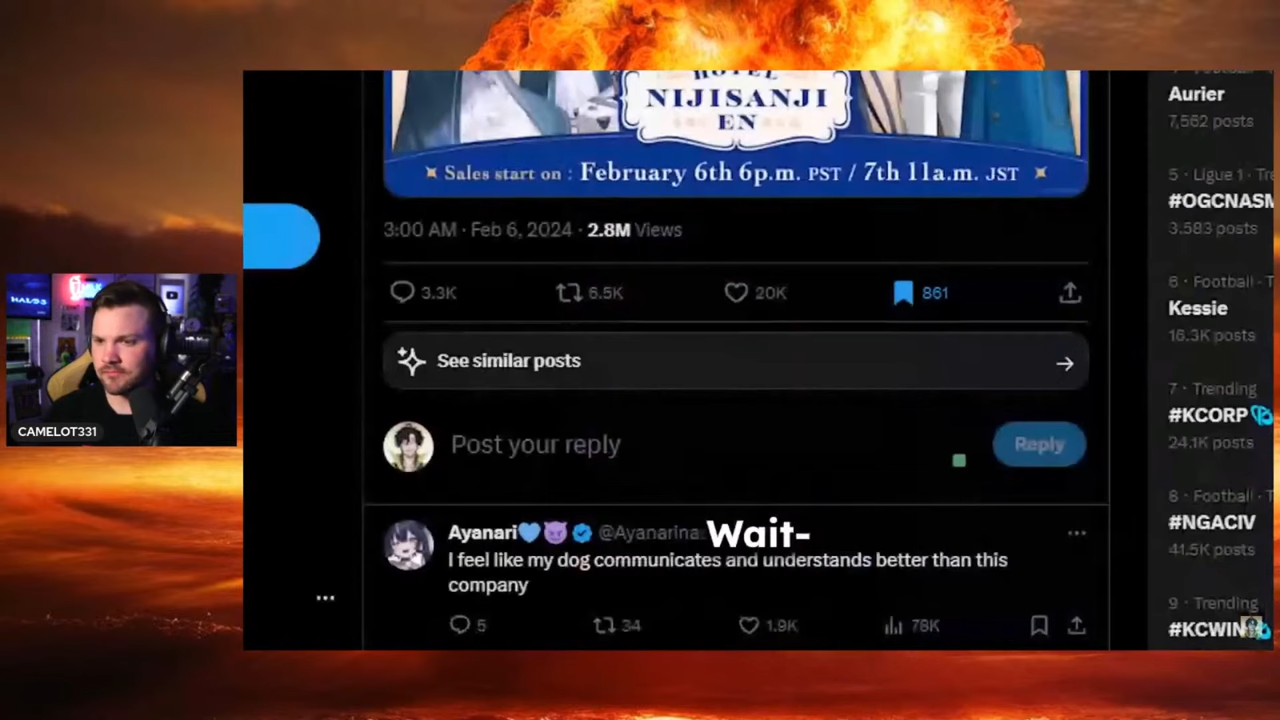 HOTEL
NIJISANJI
EN
Sales start on : February 6th 6p.m. PST / 7th 11a.m. JST
3:00 AM · Feb 6, 2024 · 2.8M Views
3.3K 6.5K 20K 861
See similar posts
Post your reply
Reply
Ayanari @Ayanarina
Wait-
I feel like my dog communicates and understands better than this
company
5 34 1.9K 78K
Aurier
7,562 posts
5 · Ligue 1 ·
#OGCNASM
3,583 posts
6 · Football · T
Kessie
16.3K posts
7 · Trending
#KCORP
24.1K posts
8 · Football · T
#NGACIV
41.5K posts
9 · Trending
#KCWIN
HALO 3
CAMELOT331